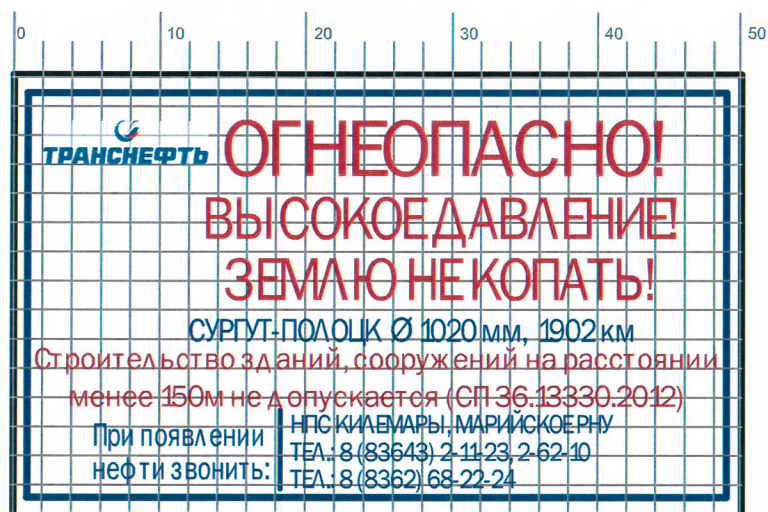 0 10 20 30 40 50
ТРАНСНЕФТЬ
ОГНЕОПАСНО!
ВЫСОКОЕ ДАВЛЕНИЕ!
ЗЕМЛЮ НЕ КОПАТЬ!
СУРГУТ-ПОЛОЦК Ø 1020 мм, 1902 км
Строительство зданий, сооружений на расстоянии
менее 150м не допускается (СП 36.13330.2012)
При появлении
нефти звонить:
НПС КИЛЕМАРЫ, МАРИЙСКОЕ РНУ
ТЕЛ.: 8 (83643) 2-11-23, 2-62-10
ТЕЛ.: 8 (8362) 68-22-24